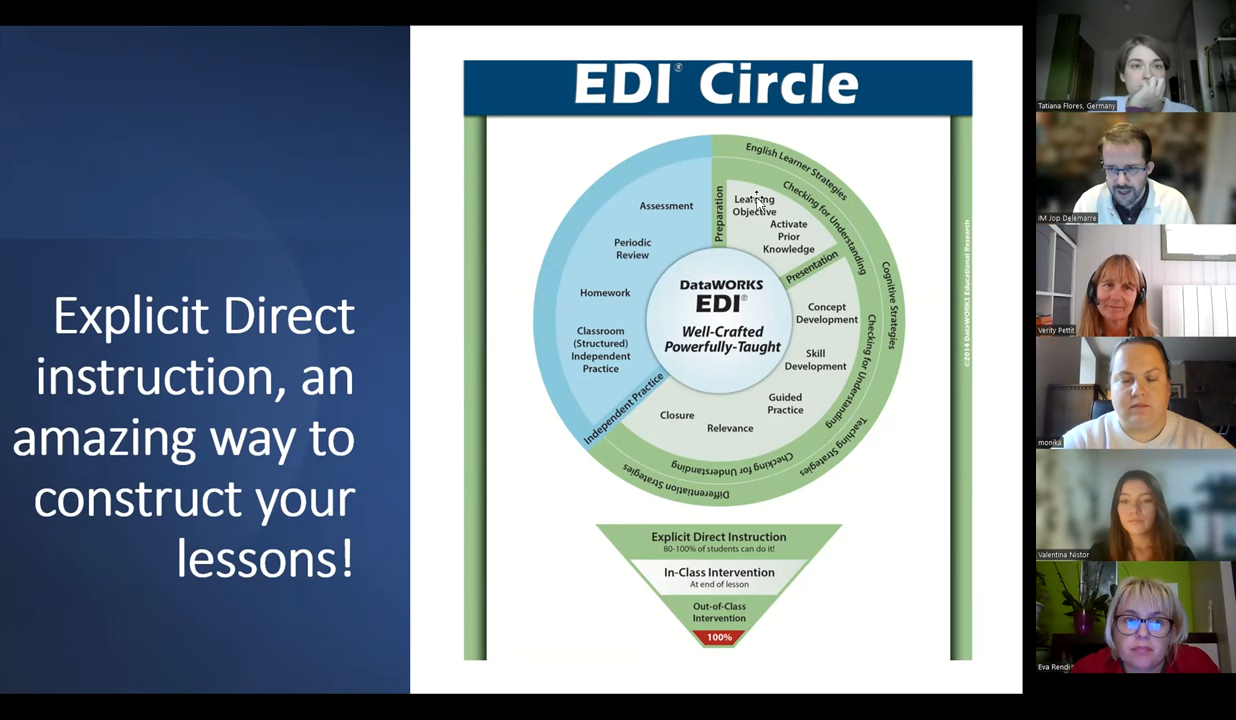 Explicit Direct
instruction, an
amazing way to
construct your
lessons!
EDI® Circle
English Learner Strategies
Checking for Understanding
Cognitive Strategies
Checking for Understanding
Teaching Strategies
Checking for Understanding
Differentiation Strategies
Preparation
Learning
Objective
Activate
Prior
Knowledge
Presentation
Concept
Development
Skill
Development
Guided
Practice
Relevance
Closure
Independent Practice
Classroom
(Structured)
Independent
Practice
Homework
Periodic
Review
Assessment
DataWORKS
EDI®
Well-Crafted
Powerfully-Taught
©2014 DataWORKS Educational Research
Explicit Direct Instruction
80-100% of students can do it!
In-Class Intervention
At end of lesson
Out-of-Class
Intervention
100%
Tatiana Flores, Germany
IM Jop Delemarre
Verity Pettit
monika
Valentina Nistor
Eva Rendi